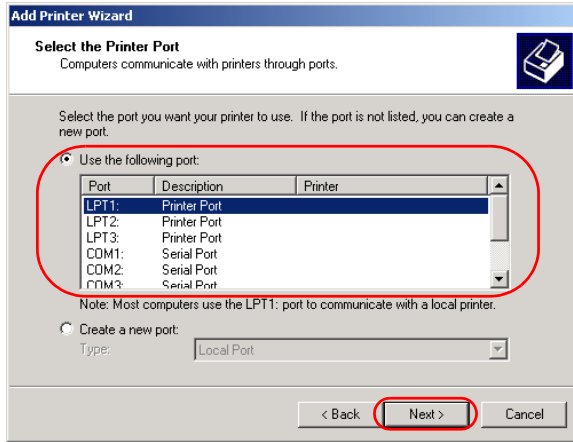 Add Printer Wizard
Select the Printer Port
Computers communicate with printers through ports.
Select the port you want your printer to use. If the port is not listed, you can create a
new port.
Use the following port:
Port Description Printer
LPT1: Printer Port
LPT2: Printer Port
LPT3: Printer Port
COM1: Serial Port
COM2: Serial Port
COM3: Serial Port
Note: Most computers use the LPT1: port to communicate with a local printer.
Create a new port:
Type: Local Port
< Back Next > Cancel